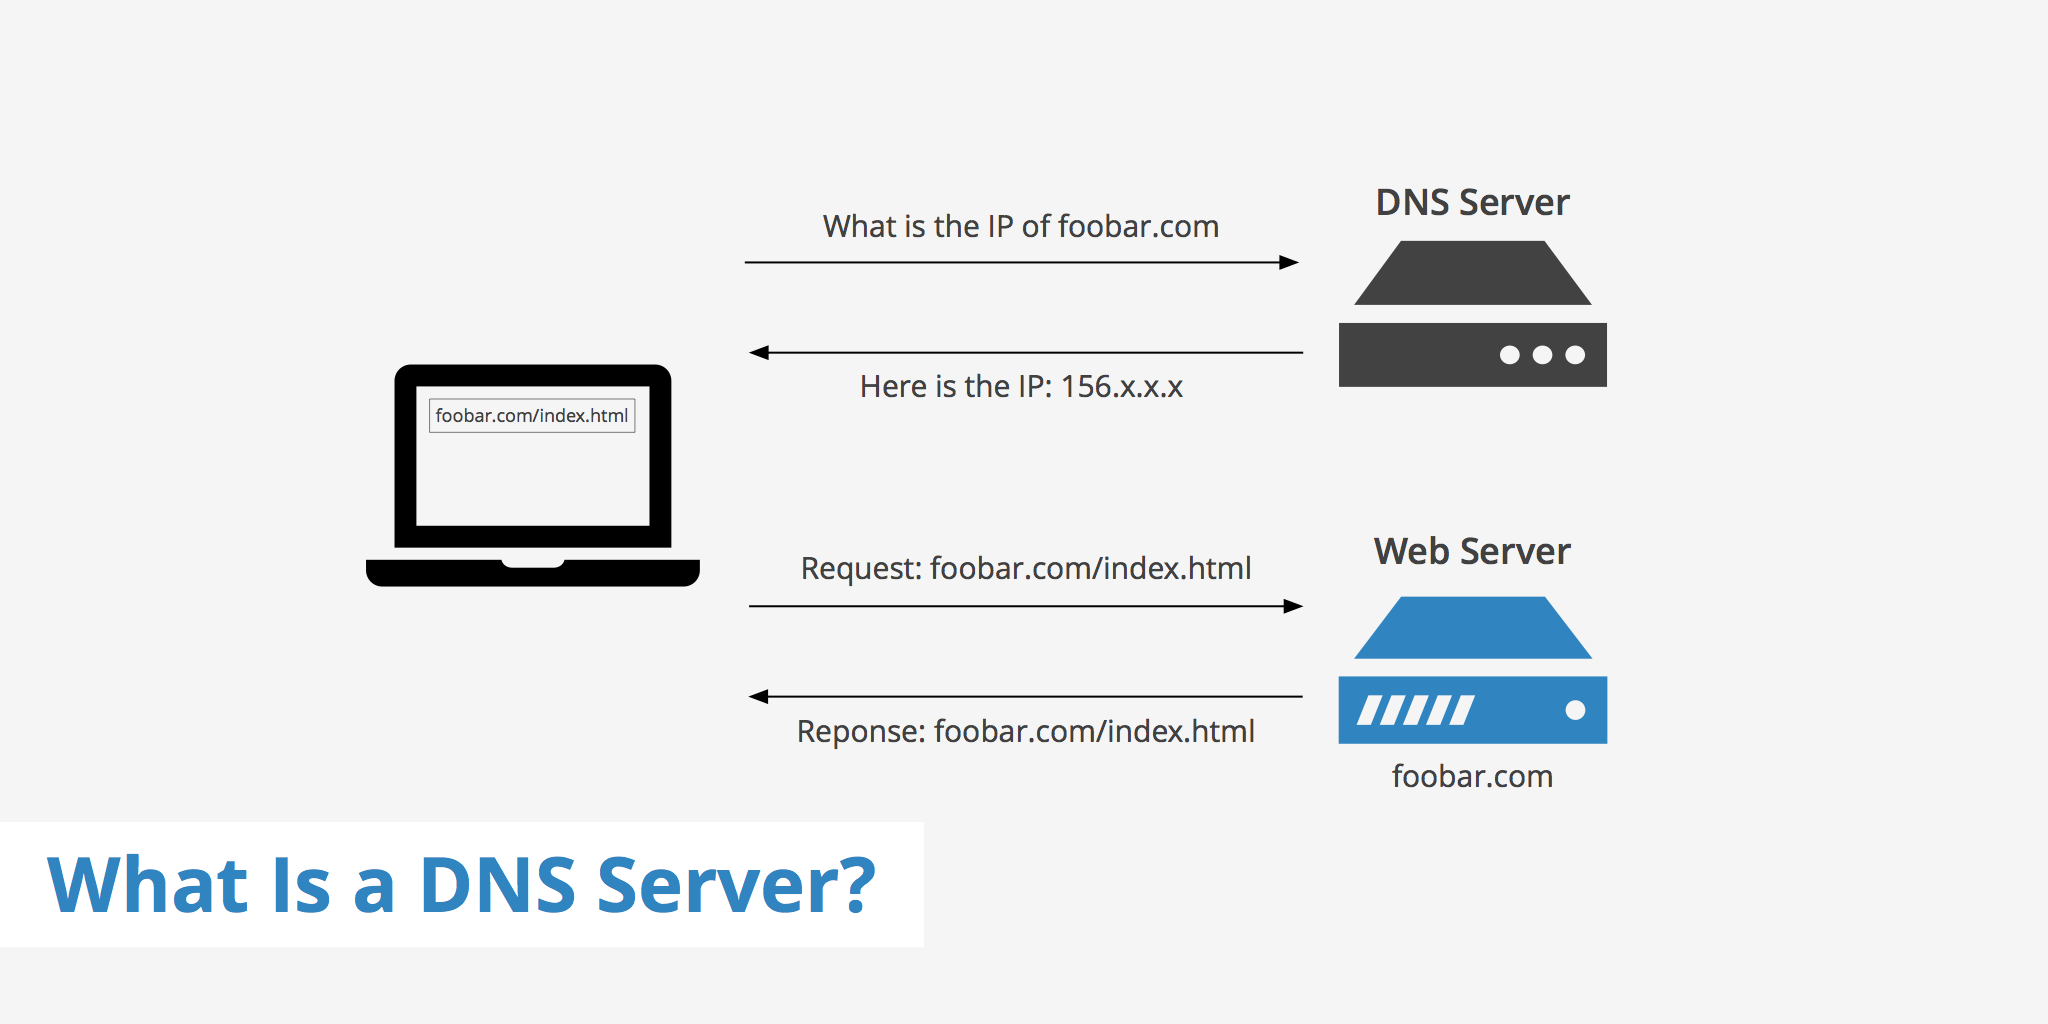 DNS Server
What is the IP of foobar.com
Here is the IP: 156.x.x.x
foobar.com/index.html
Web Server
Request: foobar.com/index.html
Reponse: foobar.com/index.html
foobar.com
What Is a DNS Server?